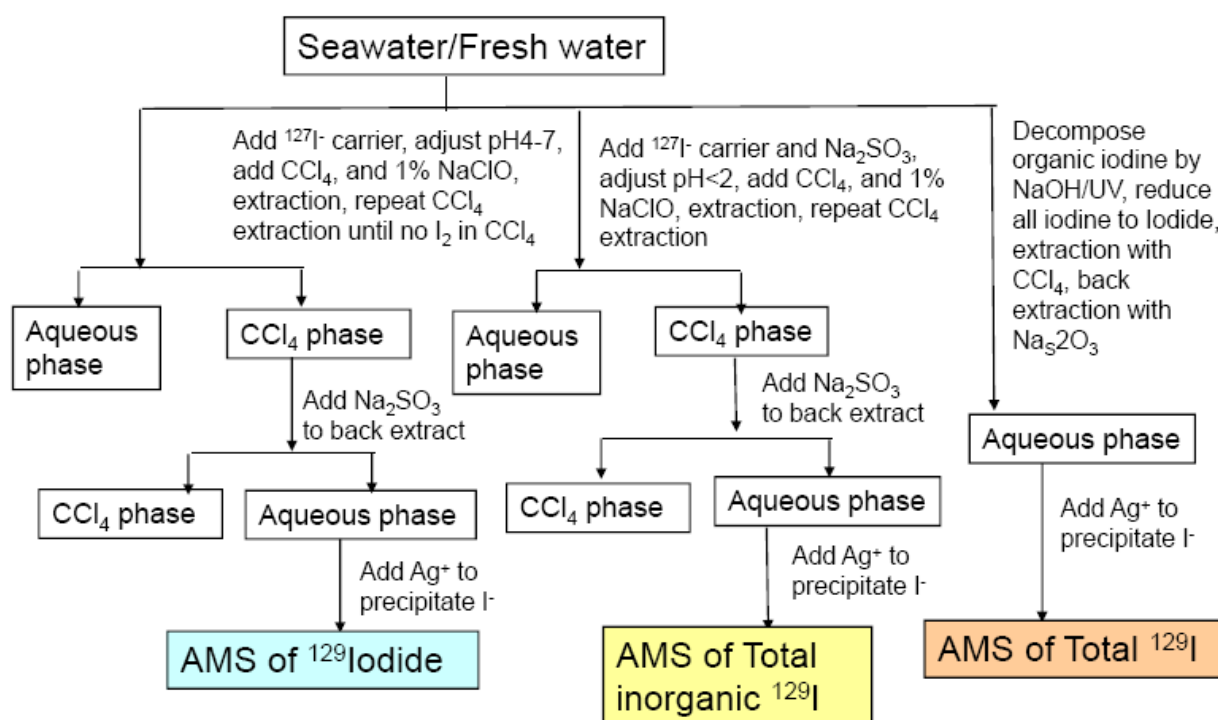 Seawater/Fresh water
Add ¹²⁷I⁻ carrier, adjust pH4-7,
add CCl₄, and 1% NaClO,
extraction, repeat CCl₄
extraction until no I₂ in CCl₄
Add ¹²⁷I⁻ carrier and Na₂SO₃,
adjust pH<2, add CCl₄, and 1%
NaClO, extraction, repeat CCl₄
extraction
Decompose
organic iodine by
NaOH/UV, reduce
all iodine to Iodide,
extraction with
CCl₄, back
extraction with
Naₛ2O₃
Aqueous
phase
CCl₄ phase
Aqueous
phase
CCl₄ phase
Add Na₂SO₃
to back extract
Add Na₂SO₃
to back extract
Aqueous phase
CCl₄ phase
Aqueous phase
CCl₄ phase
Aqueous phase
Add Ag⁺ to
precipitate I⁻
Add Ag⁺ to
precipitate I⁻
Add Ag⁺ to
precipitate I⁻
AMS of ¹²⁹Iodide
AMS of Total
inorganic ¹²⁹I
AMS of Total ¹²⁹I